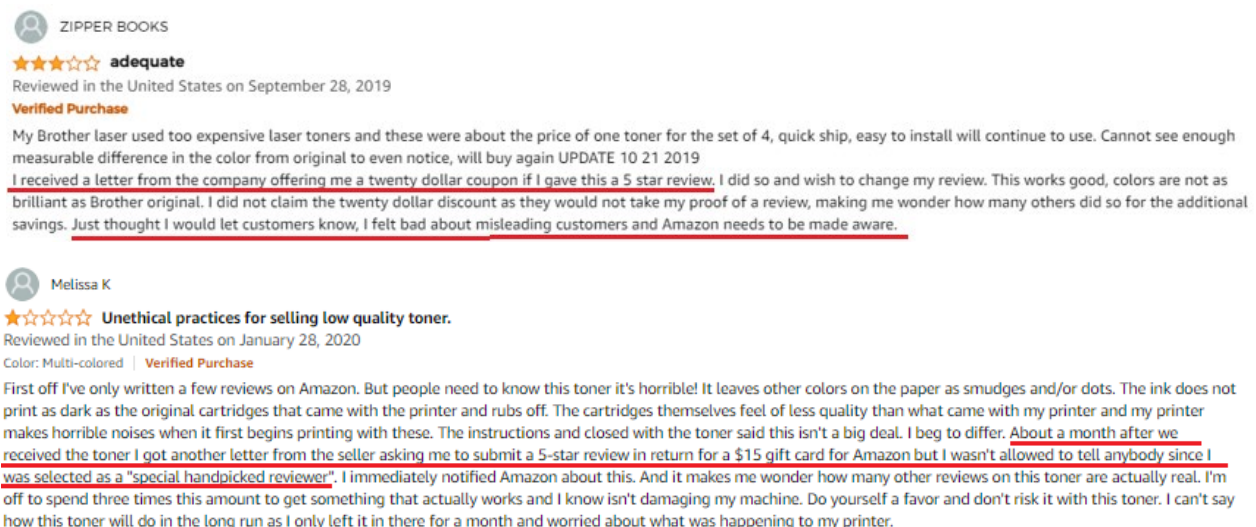 ZIPPER BOOKS
adequate
Reviewed in the United States on September 28, 2019
Verified Purchase
My Brother laser used too expensive laser toners and these were about the price of one toner for the set of 4, quick ship, easy to install will continue to use. Cannot see enough
measurable difference in the color from original to even notice, will buy again UPDATE 10 21 2019
I received a letter from the company offering me a twenty dollar coupon if I gave this a 5 star review. I did so and wish to change my review. This works good, colors are not as
brilliant as Brother original. I did not claim the twenty dollar discount as they would not take my proof of a review, making me wonder how many others did so for the additional
savings. Just thought I would let customers know, I felt bad about misleading customers and Amazon needs to be made aware.
Melissa K
Unethical practices for selling low quality toner.
Reviewed in the United States on January 28, 2020
Color: Multi-colored | Verified Purchase
First off I've only written a few reviews on Amazon. But people need to know this toner it's horrible! It leaves other colors on the paper as smudges and/or dots. The ink does not
print as dark as the original cartridges that came with the printer and rubs off. The cartridges themselves feel of less quality than what came with my printer and my printer
makes horrible noises when it first begins printing with these. The instructions and closed with the toner said this isn't a big deal. I beg to differ. About a month after we
received the toner I got another letter from the seller asking me to submit a 5-star review in return for a $15 gift card for Amazon but I wasn't allowed to tell anybody since I
was selected as a "special handpicked reviewer". I immediately notified Amazon about this. And it makes me wonder how many other reviews on this toner are actually real. I'm
off to spend three times this amount to get something that actually works and I know isn't damaging my machine. Do yourself a favor and don't risk it with this toner. I can't say
how this toner will do in the long run as I only left it in there for a month and worried about what was happening to my printer.